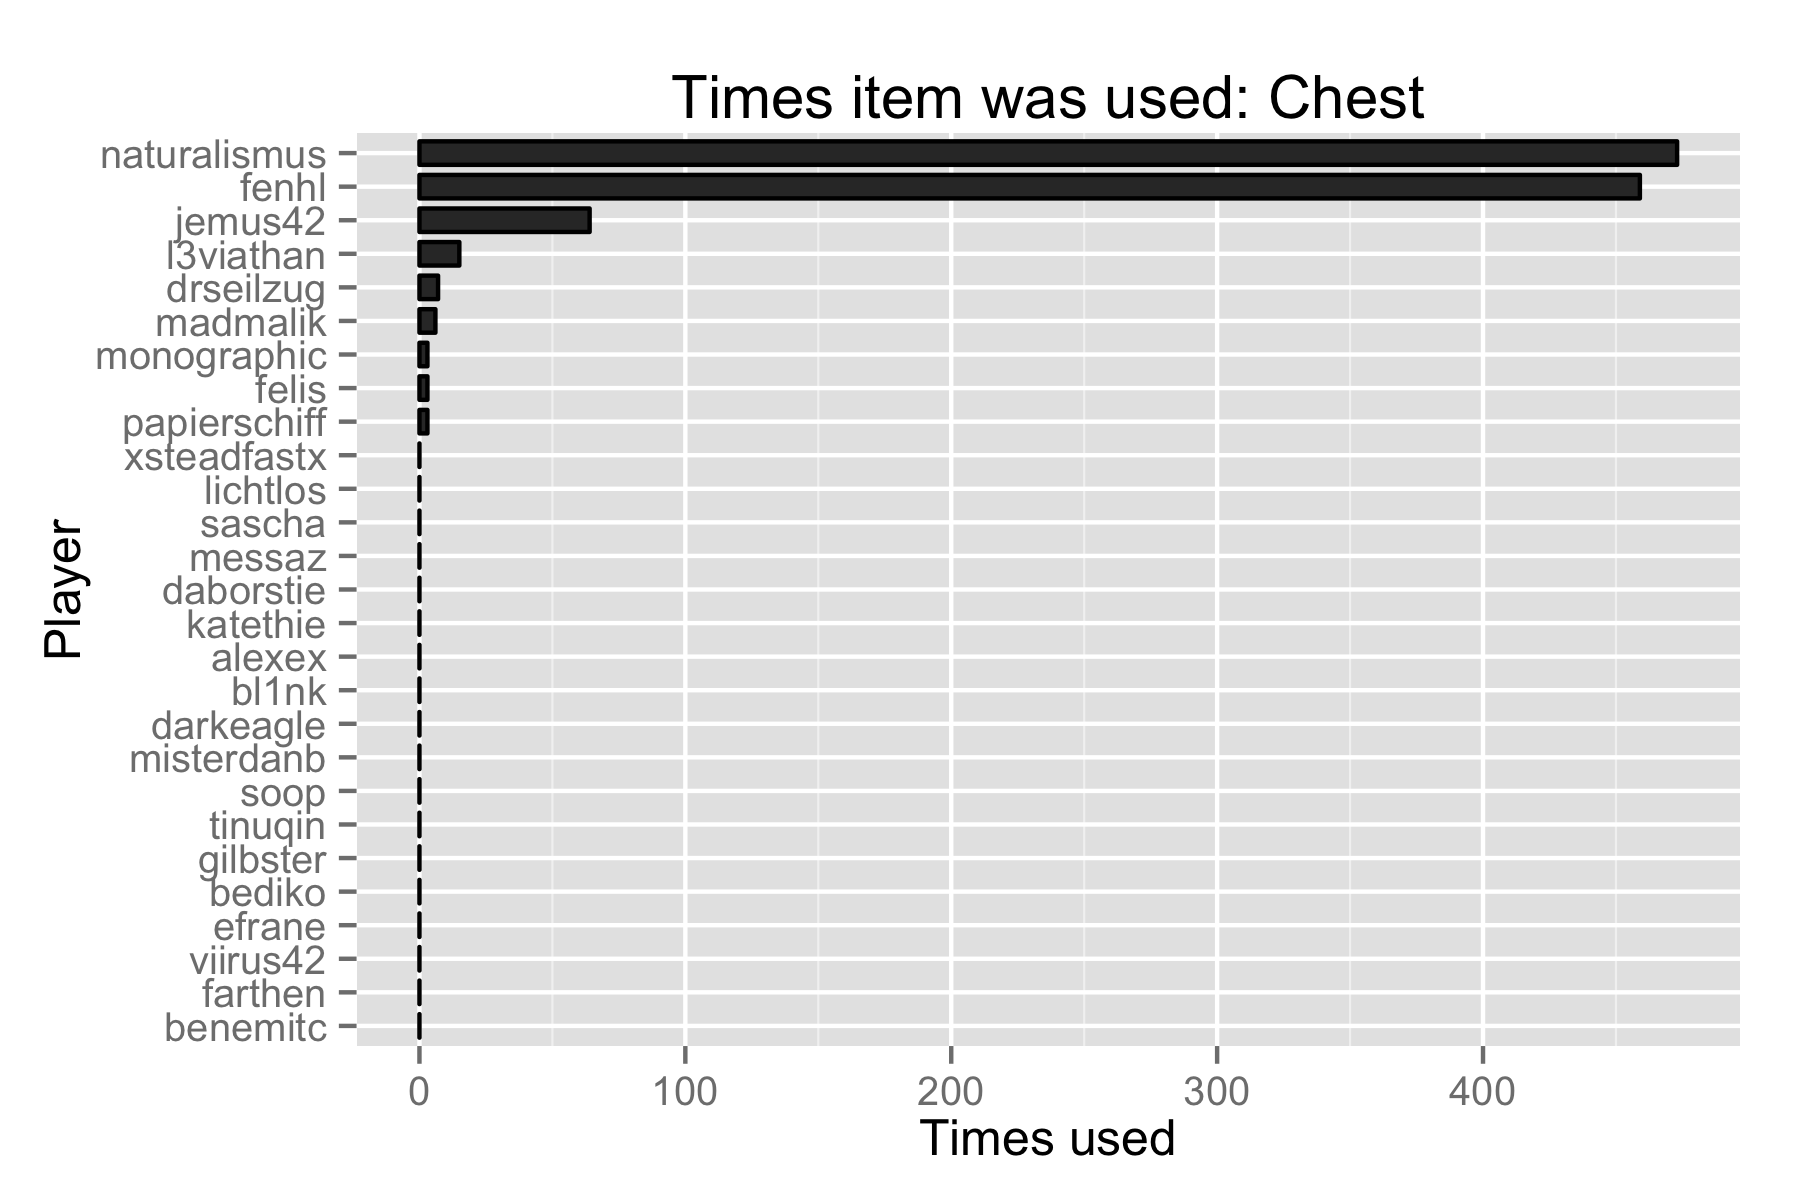 Times item was used: Chest
naturalismus
fenhl
jemus42
l3viathan
drseilzug
madmalik
monographic
felis
papierschiff
xsteadfastx
lichtlos
sascha
messaz
daborstie
katethie
alexex
bl1nk
darkeagle
misterdanb
soop
tinuqin
gilbster
bediko
efrane
viirus42
farthen
benemitc
Player
0 100 200 300 400
Times used